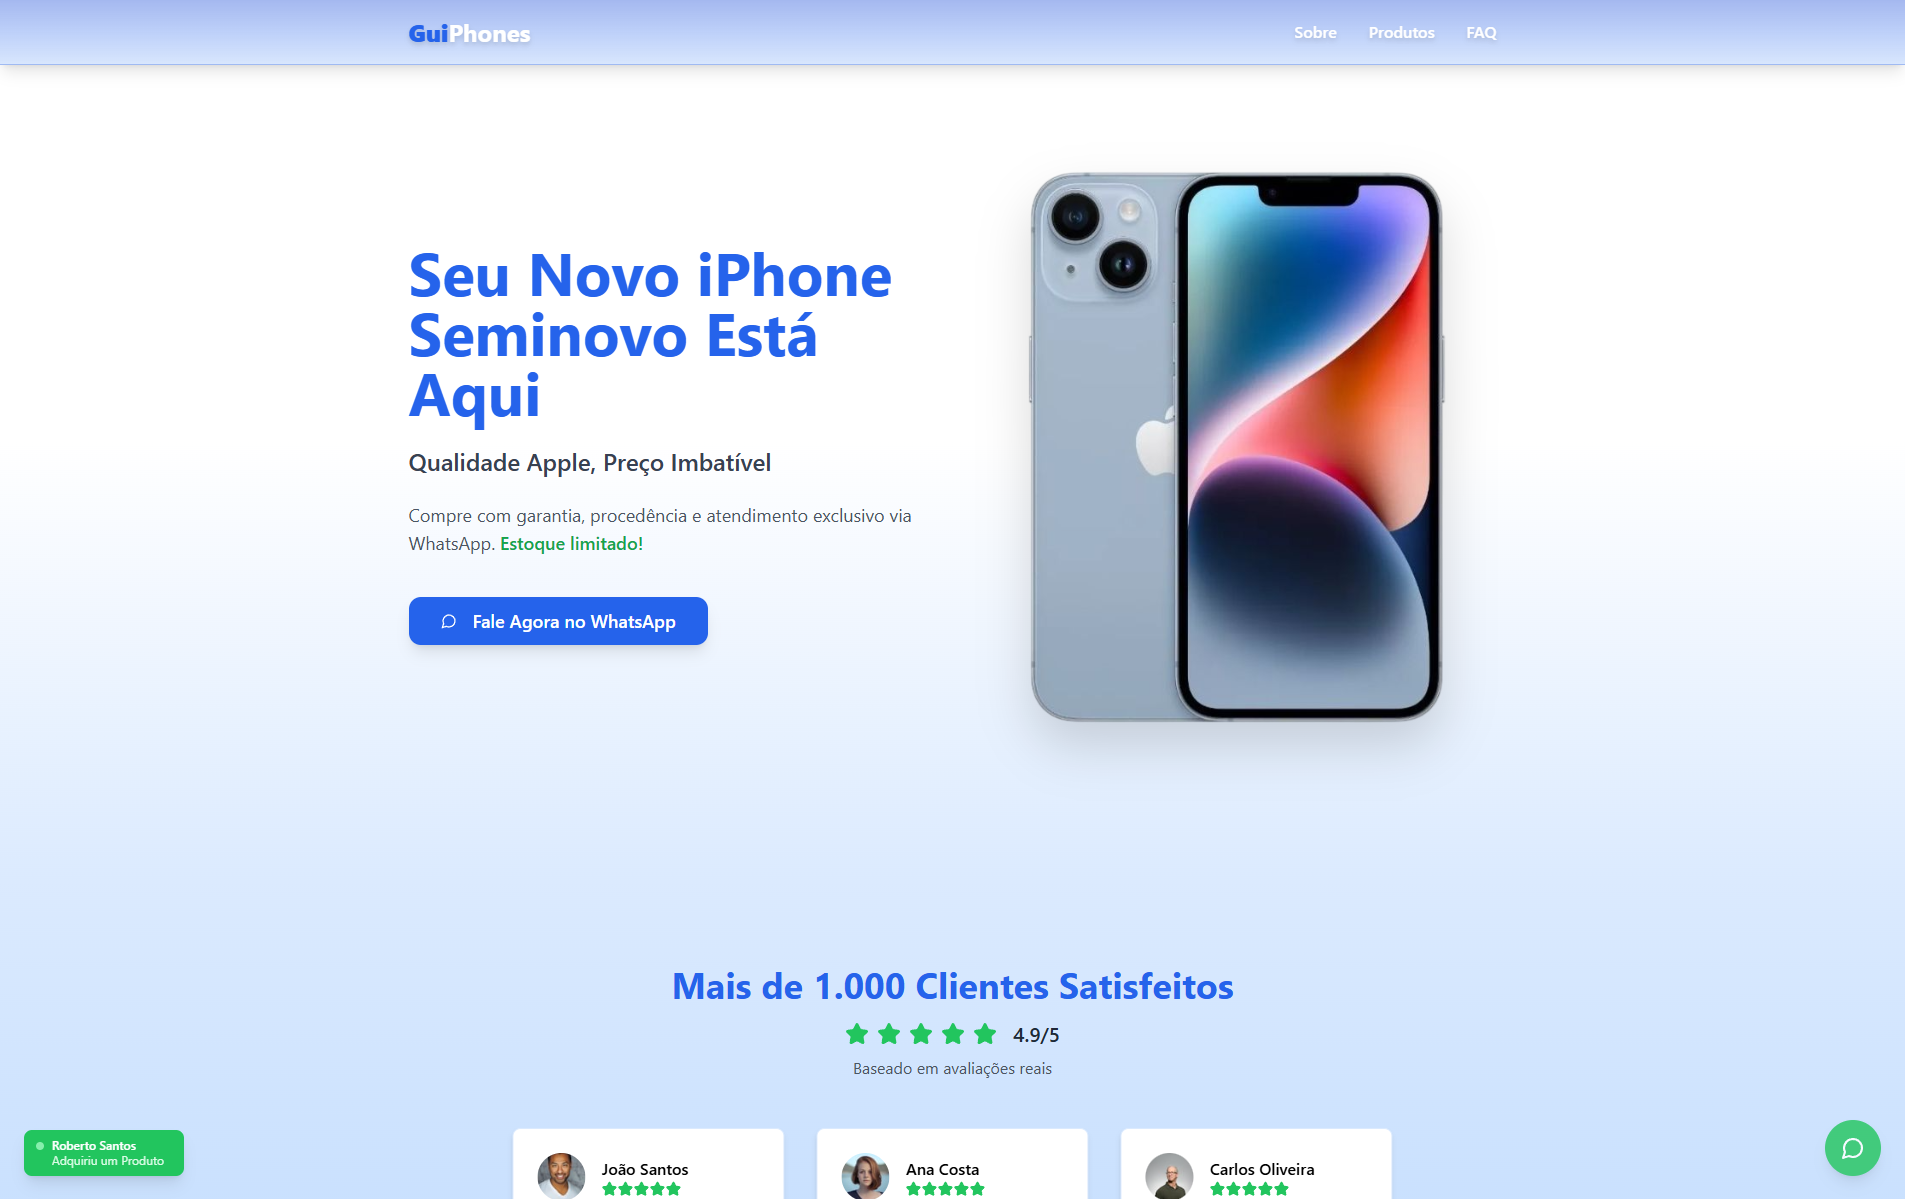 GuiPhones
Sobre
Produtos
FAQ
Seu Novo iPhone
Seminovo Está
Aqui
Qualidade Apple, Preço Imbatível
Compre com garantia, procedência e atendimento exclusivo via
WhatsApp. Estoque limitado!
Fale Agora no WhatsApp
Mais de 1.000 Clientes Satisfeitos
4.9/5
Baseado em avaliações reais
João Santos
Ana Costa
Carlos Oliveira
Roberto Santos
Adquiriu um Produto